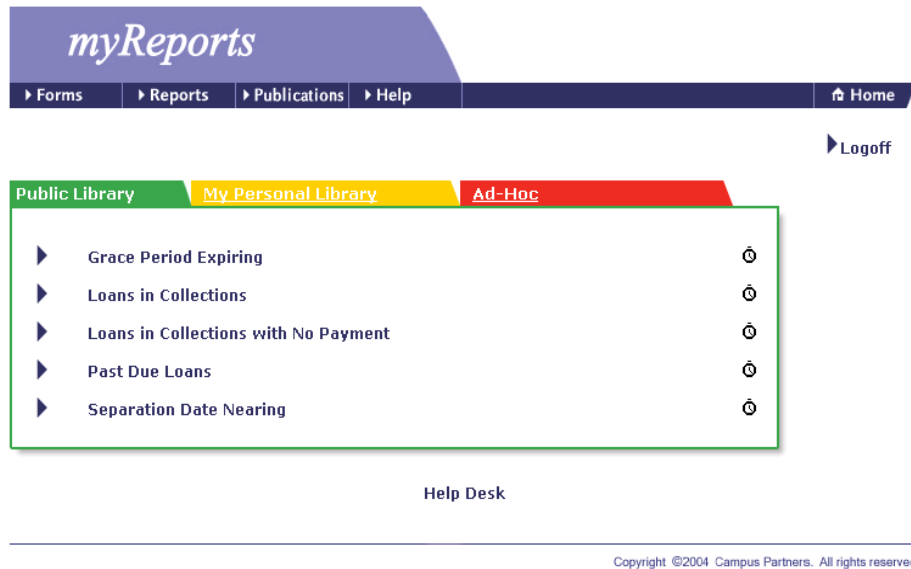 myReports
Forms Reports Publications Help Home
Logoff
Public Library My Personal Library Ad-Hoc
Grace Period Expiring
Loans in Collections
Loans in Collections with No Payment
Past Due Loans
Separation Date Nearing
Help Desk
Copyright ©2004 Campus Partners. All rights reserve